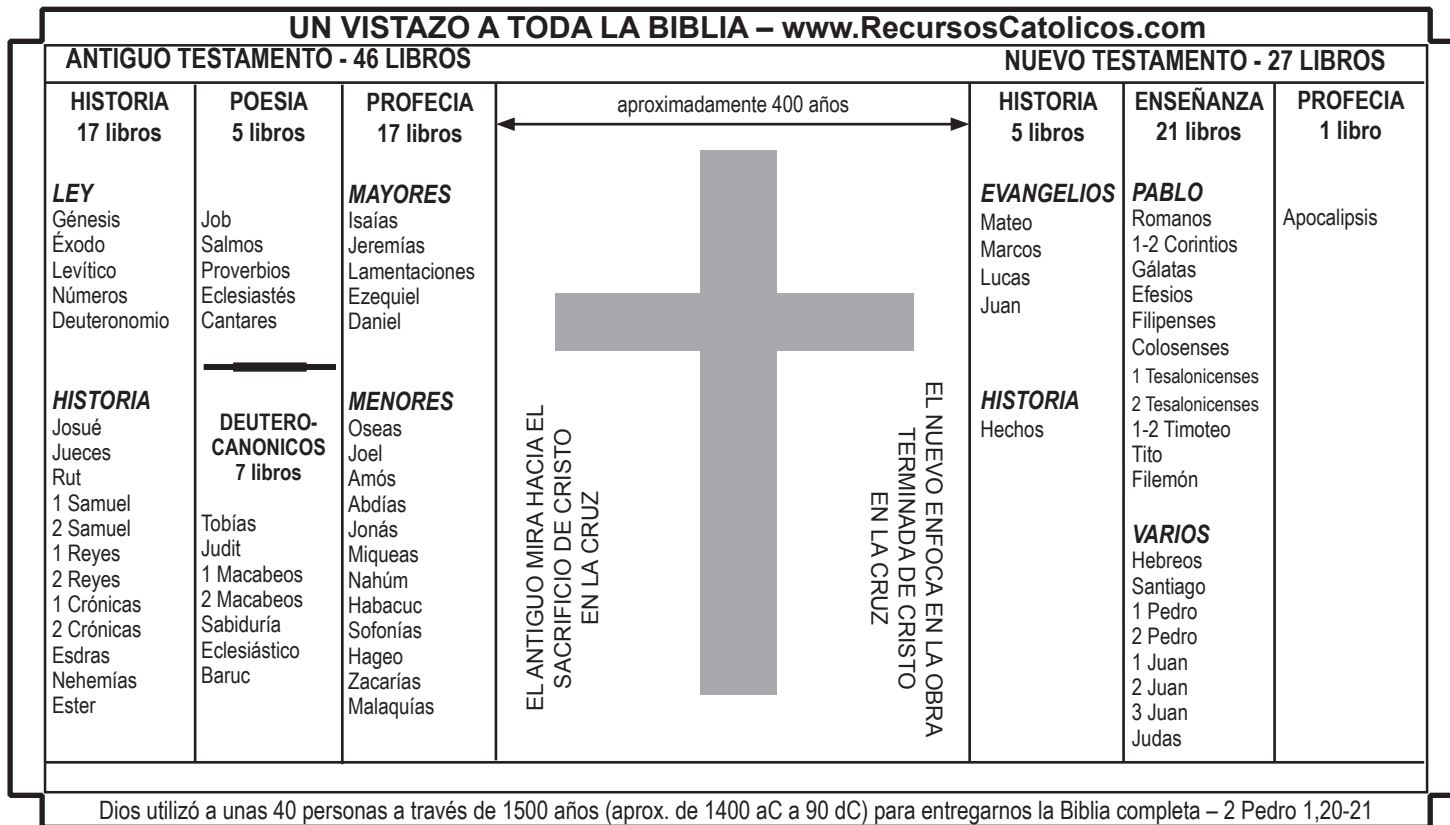 UN VISTAZO A TODA LA BIBLIA – www.RecursosCatolicos.com
ANTIGUO TESTAMENTO - 46 LIBROS
NUEVO TESTAMENTO - 27 LIBROS
HISTORIA
17 libros
LEY
Génesis
Éxodo
Levítico
Números
Deuteronomio
HISTORIA
Josué
Jueces
Rut
1 Samuel
2 Samuel
1 Reyes
2 Reyes
1 Crónicas
2 Crónicas
Esdras
Nehemías
Ester
POESIA
5 libros
Job
Salmos
Proverbios
Eclesiastés
Cantares
DEUTERO-
CANONICOS
7 libros
Tobías
Judit
1 Macabeos
2 Macabeos
Sabiduría
Eclesiástico
Baruc
PROFECIA
17 libros
MAYORES
Isaías
Jeremías
Lamentaciones
Ezequiel
Daniel
MENORES
Oseas
Joel
Amós
Abdías
Jonás
Miqueas
Nahúm
Habacuc
Sofonías
Hageo
Zacarías
Malaquías
aproximadamente 400 años
EL ANTIGUO MIRA HACIA EL
SACRIFICIO DE CRISTO
EN LA CRUZ
EL NUEVO ENFOCA EN LA OBRA
TERMINADA DE CRISTO
EN LA CRUZ
HISTORIA
5 libros
EVANGELIOS
Mateo
Marcos
Lucas
Juan
HISTORIA
Hechos
ENSEÑANZA
21 libros
PABLO
Romanos
1-2 Corintios
Gálatas
Efesios
Filipenses
Colosenses
1 Tesalonicenses
2 Tesalonicenses
1-2 Timoteo
Tito
Filemón
VARIOS
Hebreos
Santiago
1 Pedro
2 Pedro
1 Juan
2 Juan
3 Juan
Judas
PROFECIA
1 libro
Apocalipsis
Dios utilizó a unas 40 personas a través de 1500 años (aprox. de 1400 aC a 90 dC) para entregarnos la Biblia completa – 2 Pedro 1,20-21